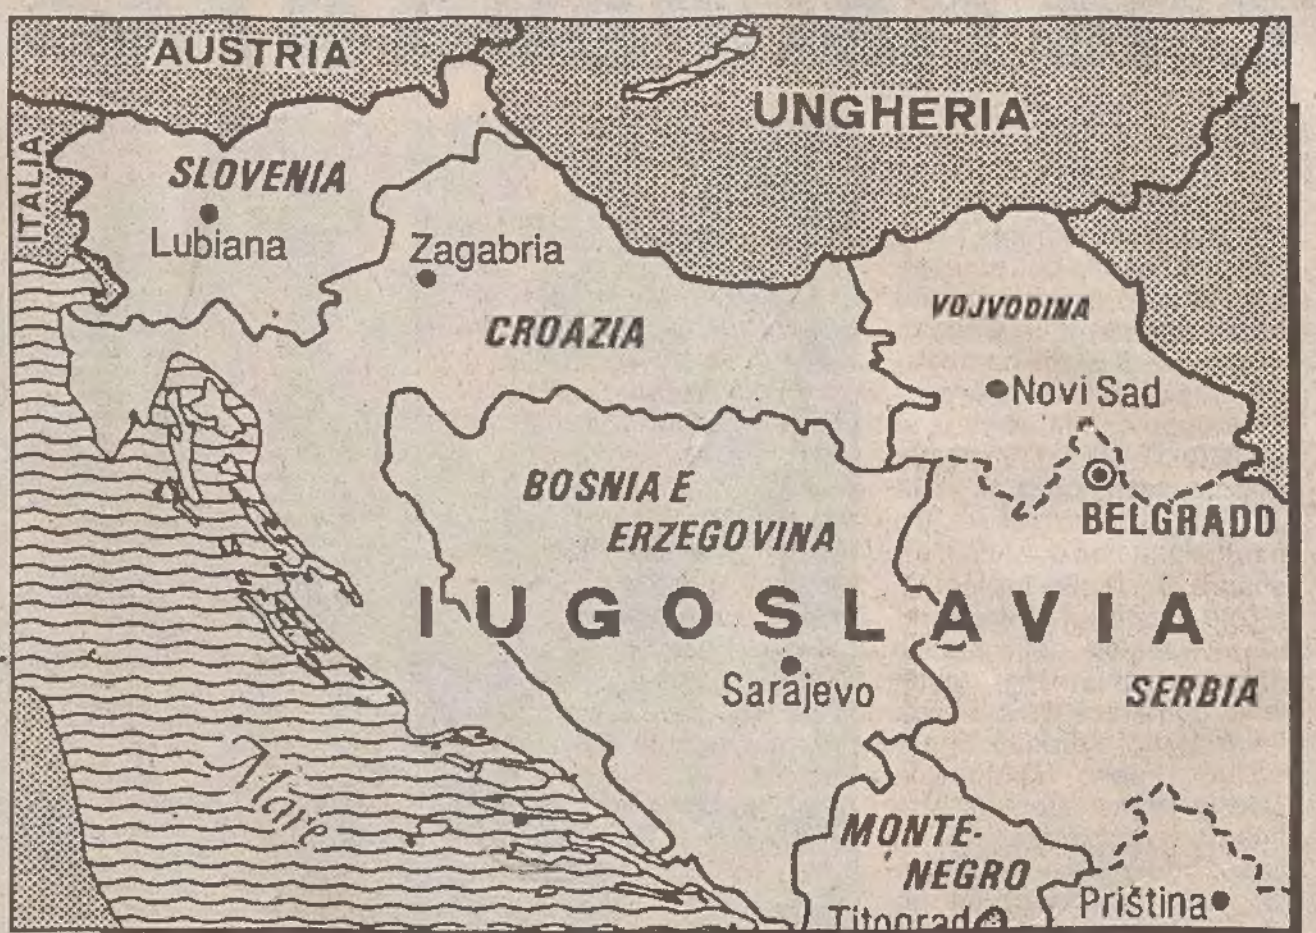 AUSTRIA
UNGHERIA
ITALIA
SLOVENIA
Lubiana
Zagabria
CROAZIA
VOJVODINA
Novi Sad
BELGRADO
BOSNIA E
ERZEGOVINA
IUGOSLAVIA
Sarajevo
SERBIA
Mare
MONTE-
NEGRO
Titograd
Priština